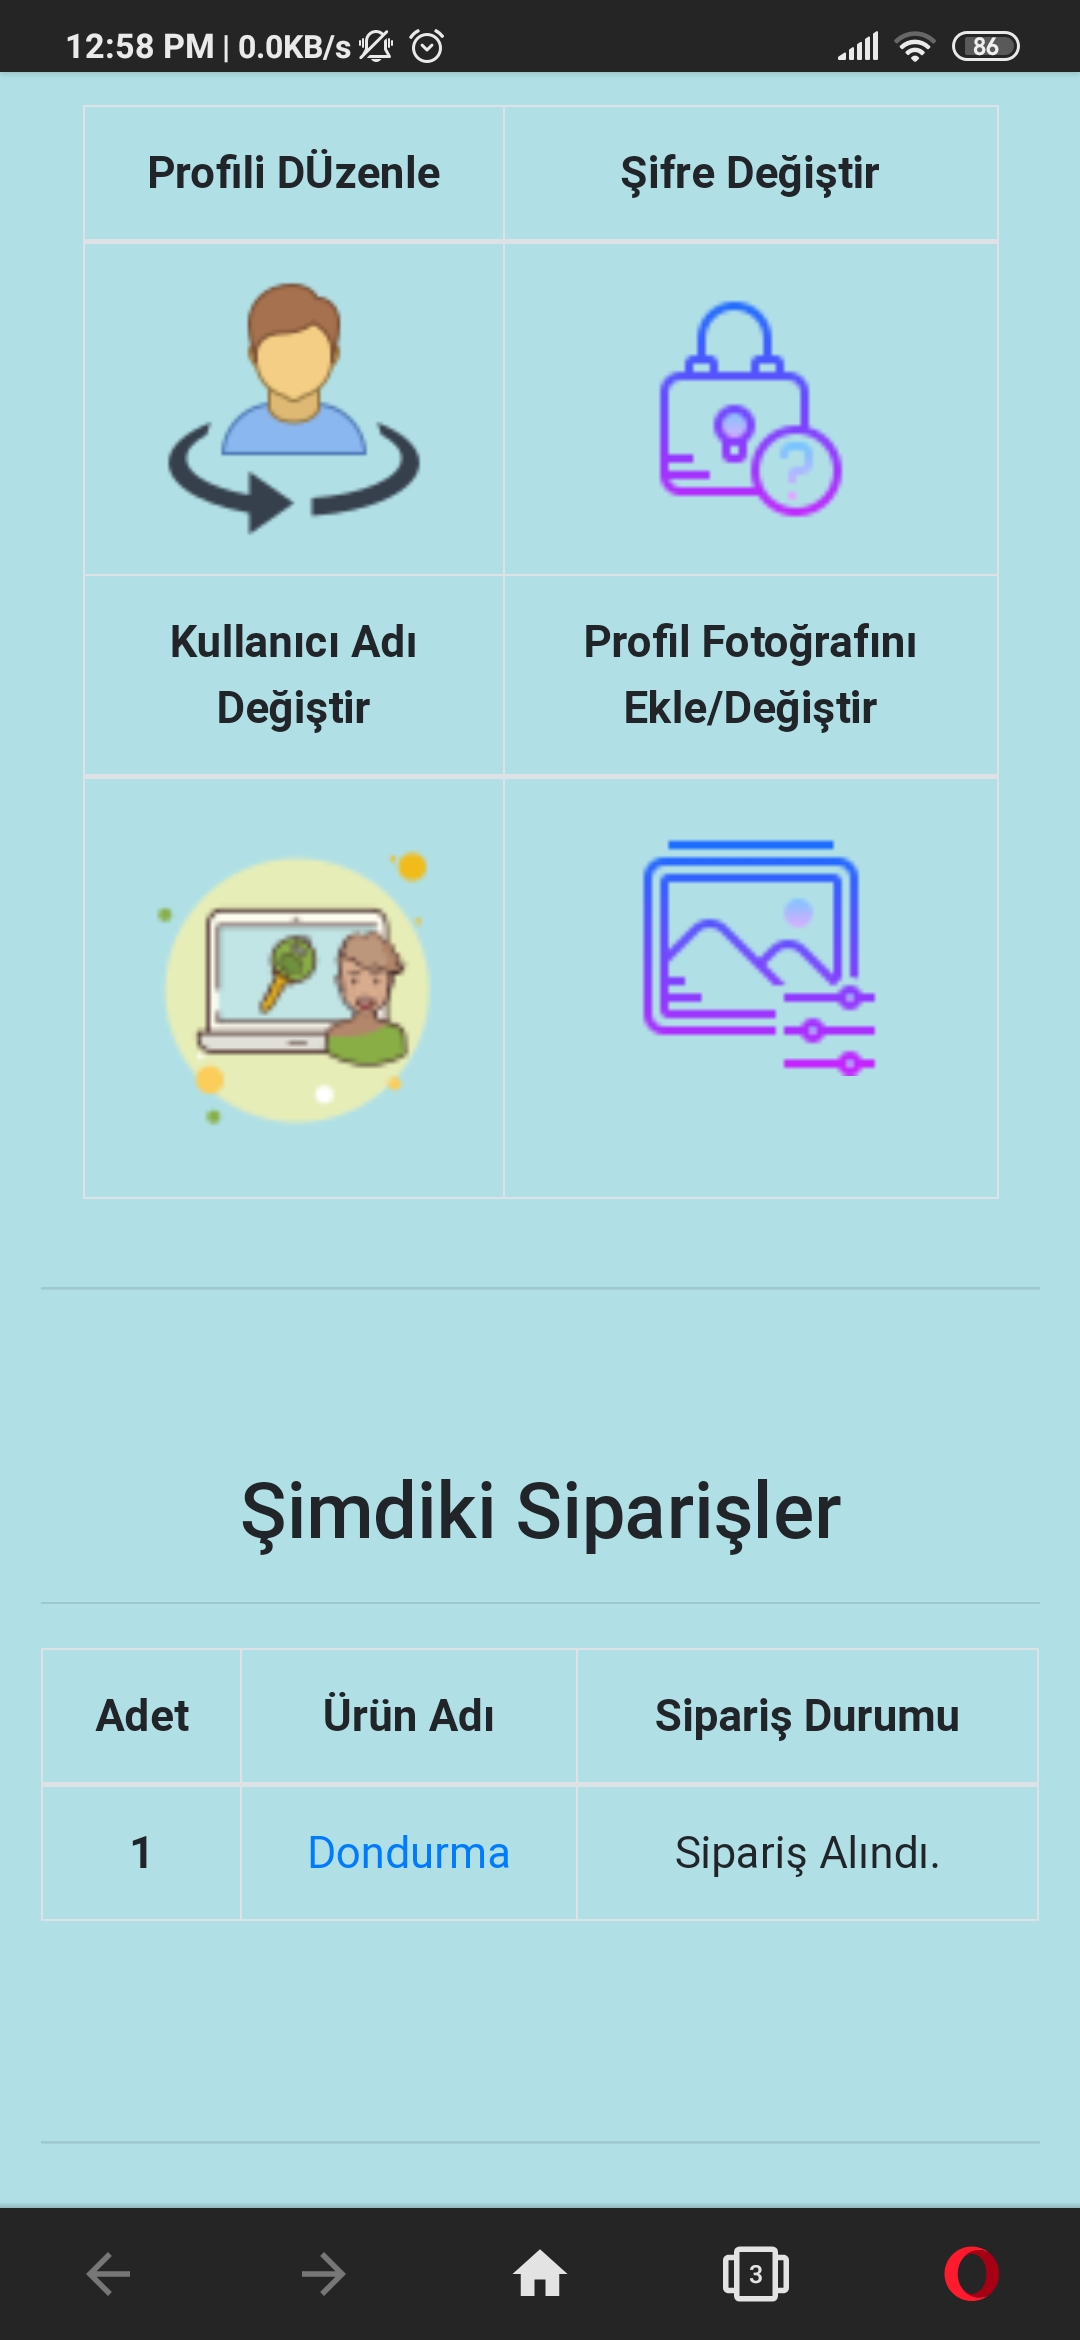 12:58 PM | 0.0KB/s
86
Profili DÜzenle
Şifre Değiştir
Kullanıcı Adı
Değiştir
Profil Fotoğrafını
Ekle/Değiştir
Şimdiki Siparişler
Adet
Ürün Adı
Sipariş Durumu
1
Dondurma
Sipariş Alındı.
3